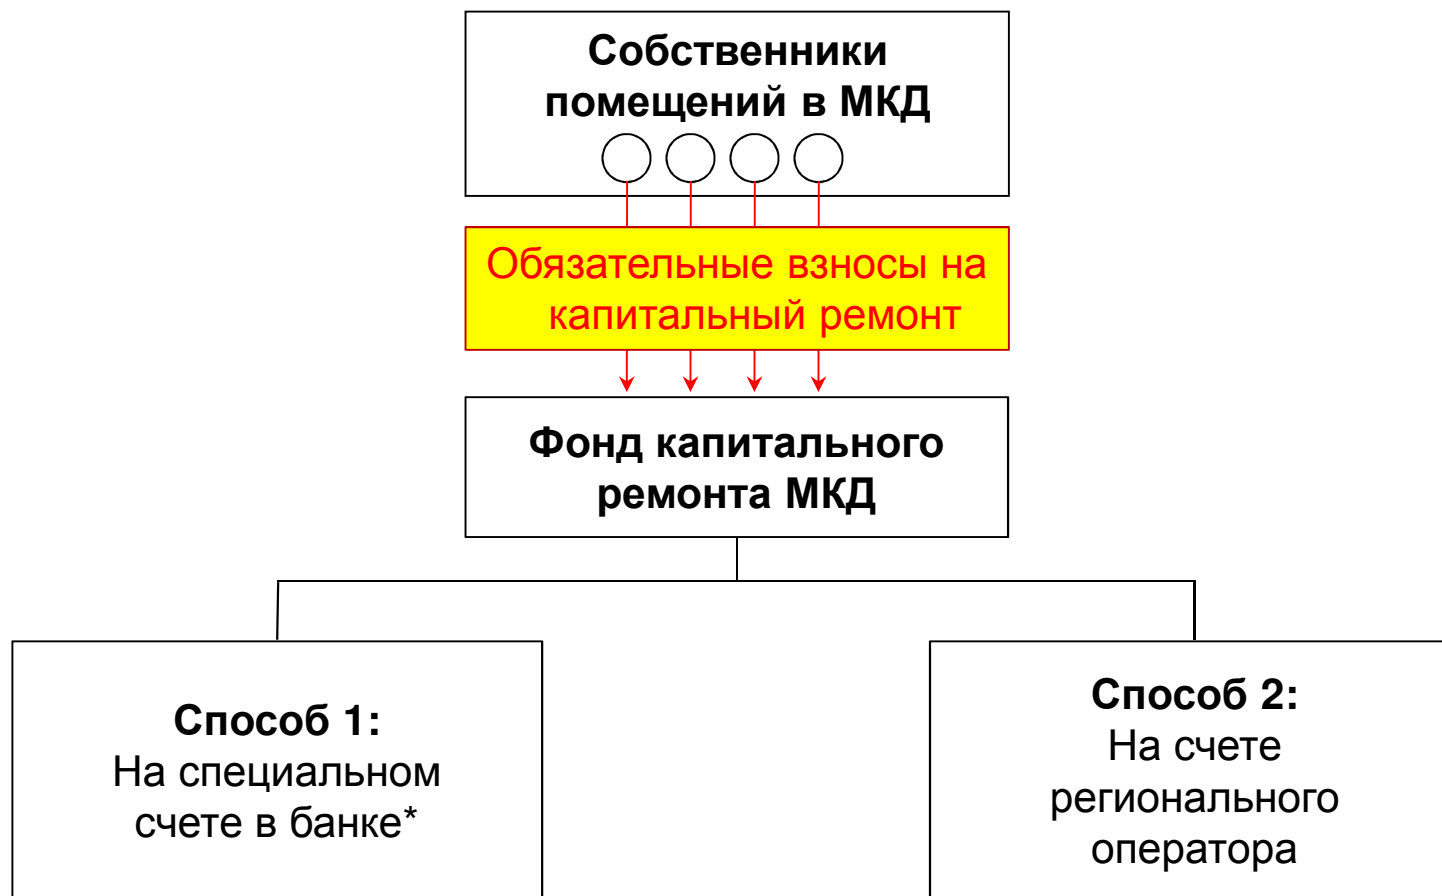 Собственники
помещений в МКД
Обязательные взносы на
капитальный ремонт
Фонд капитального
ремонта МКД
Способ 1:
На специальном
счете в банке*
Способ 2:
На счете
регионального
оператора